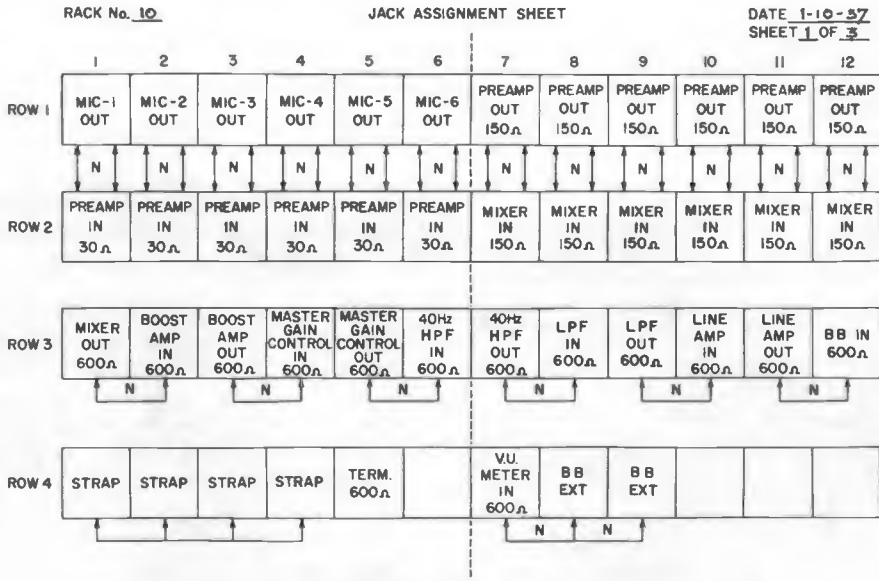 RACK No. 10 JACK ASSIGNMENT SHEET DATE 1-10-37
SHEET 1 OF 3
1 2 3 4 5 6 7 8 9 10 11 12
ROW 1
MIC-1 OUT
MIC-2 OUT
MIC-3 OUT
MIC-4 OUT
MIC-5 OUT
MIC-6 OUT
PREAMP OUT 150Ω
PREAMP OUT 150Ω
PREAMP OUT 150Ω
PREAMP OUT 150Ω
PREAMP OUT 150Ω
PREAMP OUT 150Ω
N N N N N N N N N N N N
ROW 2
PREAMP IN 30Ω
PREAMP IN 30Ω
PREAMP IN 30Ω
PREAMP IN 30Ω
PREAMP IN 30Ω
PREAMP IN 30Ω
MIXER IN 150Ω
MIXER IN 150Ω
MIXER IN 150Ω
MIXER IN 150Ω
MIXER IN 150Ω
MIXER IN 150Ω
ROW 3
MIXER OUT 600Ω
BOOST AMP IN 600Ω
BOOST AMP OUT 600Ω
MASTER GAIN CONTROL IN 600Ω
MASTER GAIN CONTROL OUT 600Ω
40Hz HPF IN 600Ω
40Hz HPF OUT 600Ω
LPF IN 600Ω
LPF OUT 600Ω
LINE AMP IN 600Ω
LINE AMP OUT 600Ω
BB IN 600Ω
N N N N N N
ROW 4
STRAP
STRAP
STRAP
STRAP
TERM. 600Ω
V.U. METER IN 600Ω
BB EXT
BB EXT
N N